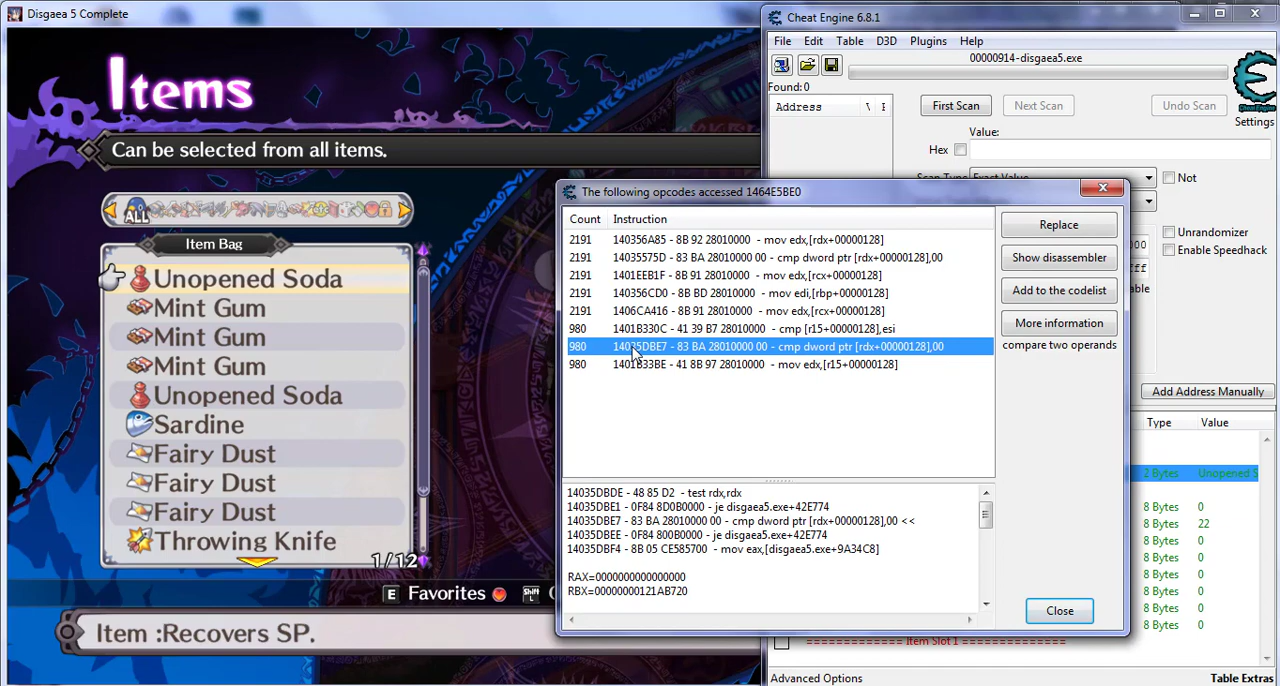 Disgaea 5 Complete
Items
Can be selected from all items.
ALL
Item Bag
Unopened Soda
Mint Gum
Mint Gum
Mint Gum
Unopened Soda
Sardine
Fairy Dust
Fairy Dust
Fairy Dust
Throwing Knife
1/12
E Favorites Shift L
Item :Recovers SP.
Cheat Engine 6.8.1
File Edit Table D3D Plugins Help
00000914-disgaea5.exe
Found:0
Address
First Scan Next Scan Undo Scan
Cheat Engine
Settings
Value:
Hex
Scan Type Exact Value Not
Unrandomizer
Enable Speedhack
Add Address Manually
Type Value
2 Bytes Unopened S
8 Bytes 0
8 Bytes 22
8 Bytes 0
8 Bytes 0
8 Bytes 0
8 Bytes 0
8 Bytes 0
8 Bytes 0
============ Item Slot 1 ============
Advanced Options Table Extras
The following opcodes accessed 1464E5BE0
Count Instruction
2191 140356A85 - 8B 92 28010000 - mov edx,[rdx+00000128]
2191 14035575D - 83 BA 28010000 00 - cmp dword ptr [rdx+00000128],00
2191 1401EEB1F - 8B 91 28010000 - mov edx,[rcx+00000128]
2191 140356CD0 - 8B BD 28010000 - mov edi,[rbp+00000128]
2191 1406CA416 - 8B 91 28010000 - mov edx,[rcx+00000128]
980 1401B330C - 41 39 B7 28010000 - cmp [r15+00000128],esi
980 14035DBE7 - 83 BA 28010000 00 - cmp dword ptr [rdx+00000128],00
980 1401B33BE - 41 8B 97 28010000 - mov edx,[r15+00000128]
Replace
Show disassembler
Add to the codelist
More information
compare two operands
14035DBDE - 48 85 D2 - test rdx,rdx
14035DBE1 - 0F84 8D0B0000 - je disgaea5.exe+42E774
14035DBE7 - 83 BA 28010000 00 - cmp dword ptr [rdx+00000128],00 <<
14035DBEE - 0F84 800B0000 - je disgaea5.exe+42E774
14035DBF4 - 8B 05 CE585700 - mov eax,[disgaea5.exe+9A34C8]
RAX=0000000000000000
RBX=00000000121AB720
Close